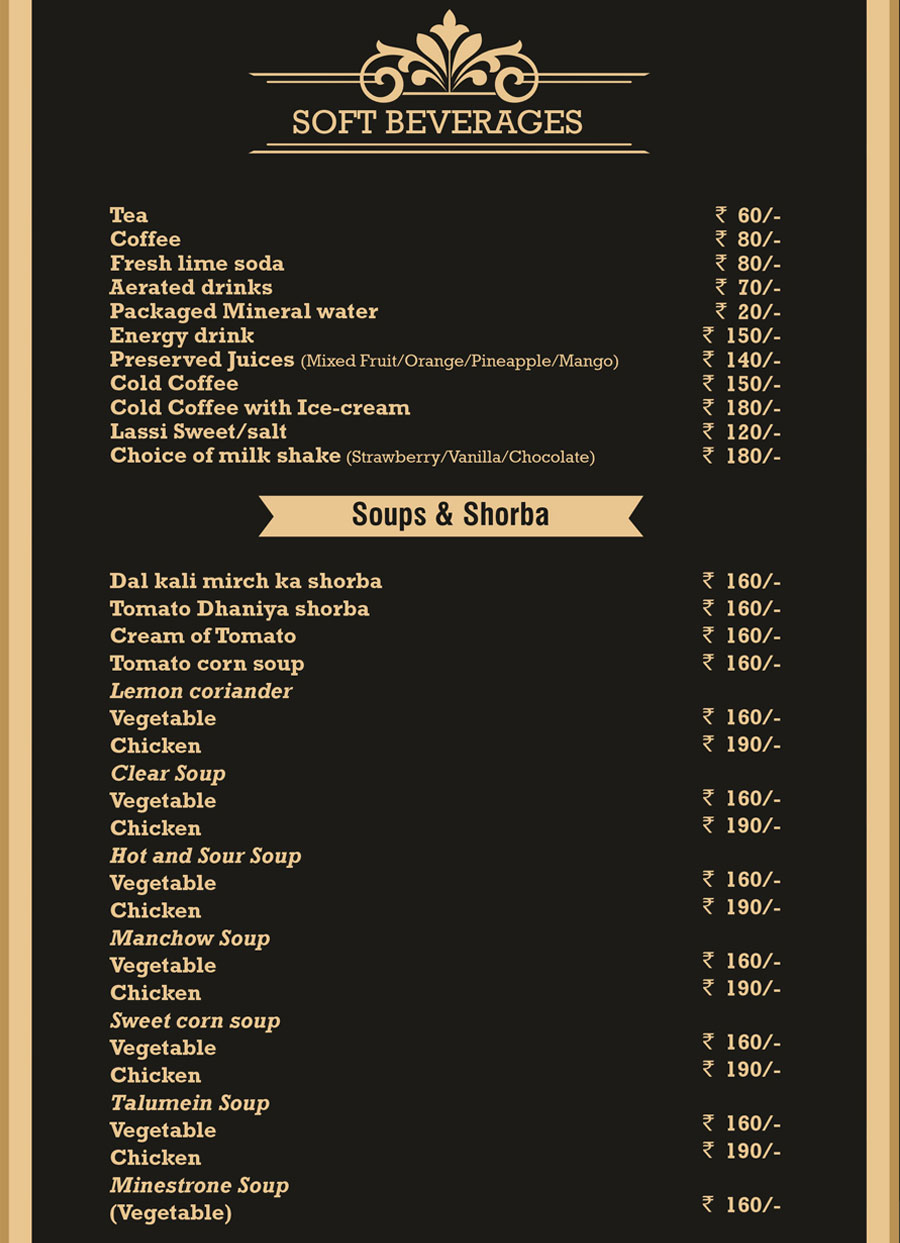 SOFT BEVERAGES
Tea ₹ 60/-
Coffee ₹ 80/-
Fresh lime soda ₹ 80/-
Aerated drinks ₹ 70/-
Packaged Mineral water ₹ 20/-
Energy drink ₹ 150/-
Preserved Juices (Mixed Fruit/Orange/Pineapple/Mango) ₹ 140/-
Cold Coffee ₹ 150/-
Cold Coffee with Ice-cream ₹ 180/-
Lassi Sweet/salt ₹ 120/-
Choice of milk shake (Strawberry/Vanilla/Chocolate) ₹ 180/-
Soups & Shorba
Dal kali mirch ka shorba ₹ 160/-
Tomato Dhaniya shorba ₹ 160/-
Cream of Tomato ₹ 160/-
Tomato corn soup ₹ 160/-
Lemon coriander
Vegetable ₹ 160/-
Chicken ₹ 190/-
Clear Soup
Vegetable ₹ 160/-
Chicken ₹ 190/-
Hot and Sour Soup
Vegetable ₹ 160/-
Chicken ₹ 190/-
Manchow Soup
Vegetable ₹ 160/-
Chicken ₹ 190/-
Sweet corn soup
Vegetable ₹ 160/-
Chicken ₹ 190/-
Talumein Soup
Vegetable ₹ 160/-
Chicken ₹ 190/-
Minestrone Soup
(Vegetable) ₹ 160/-